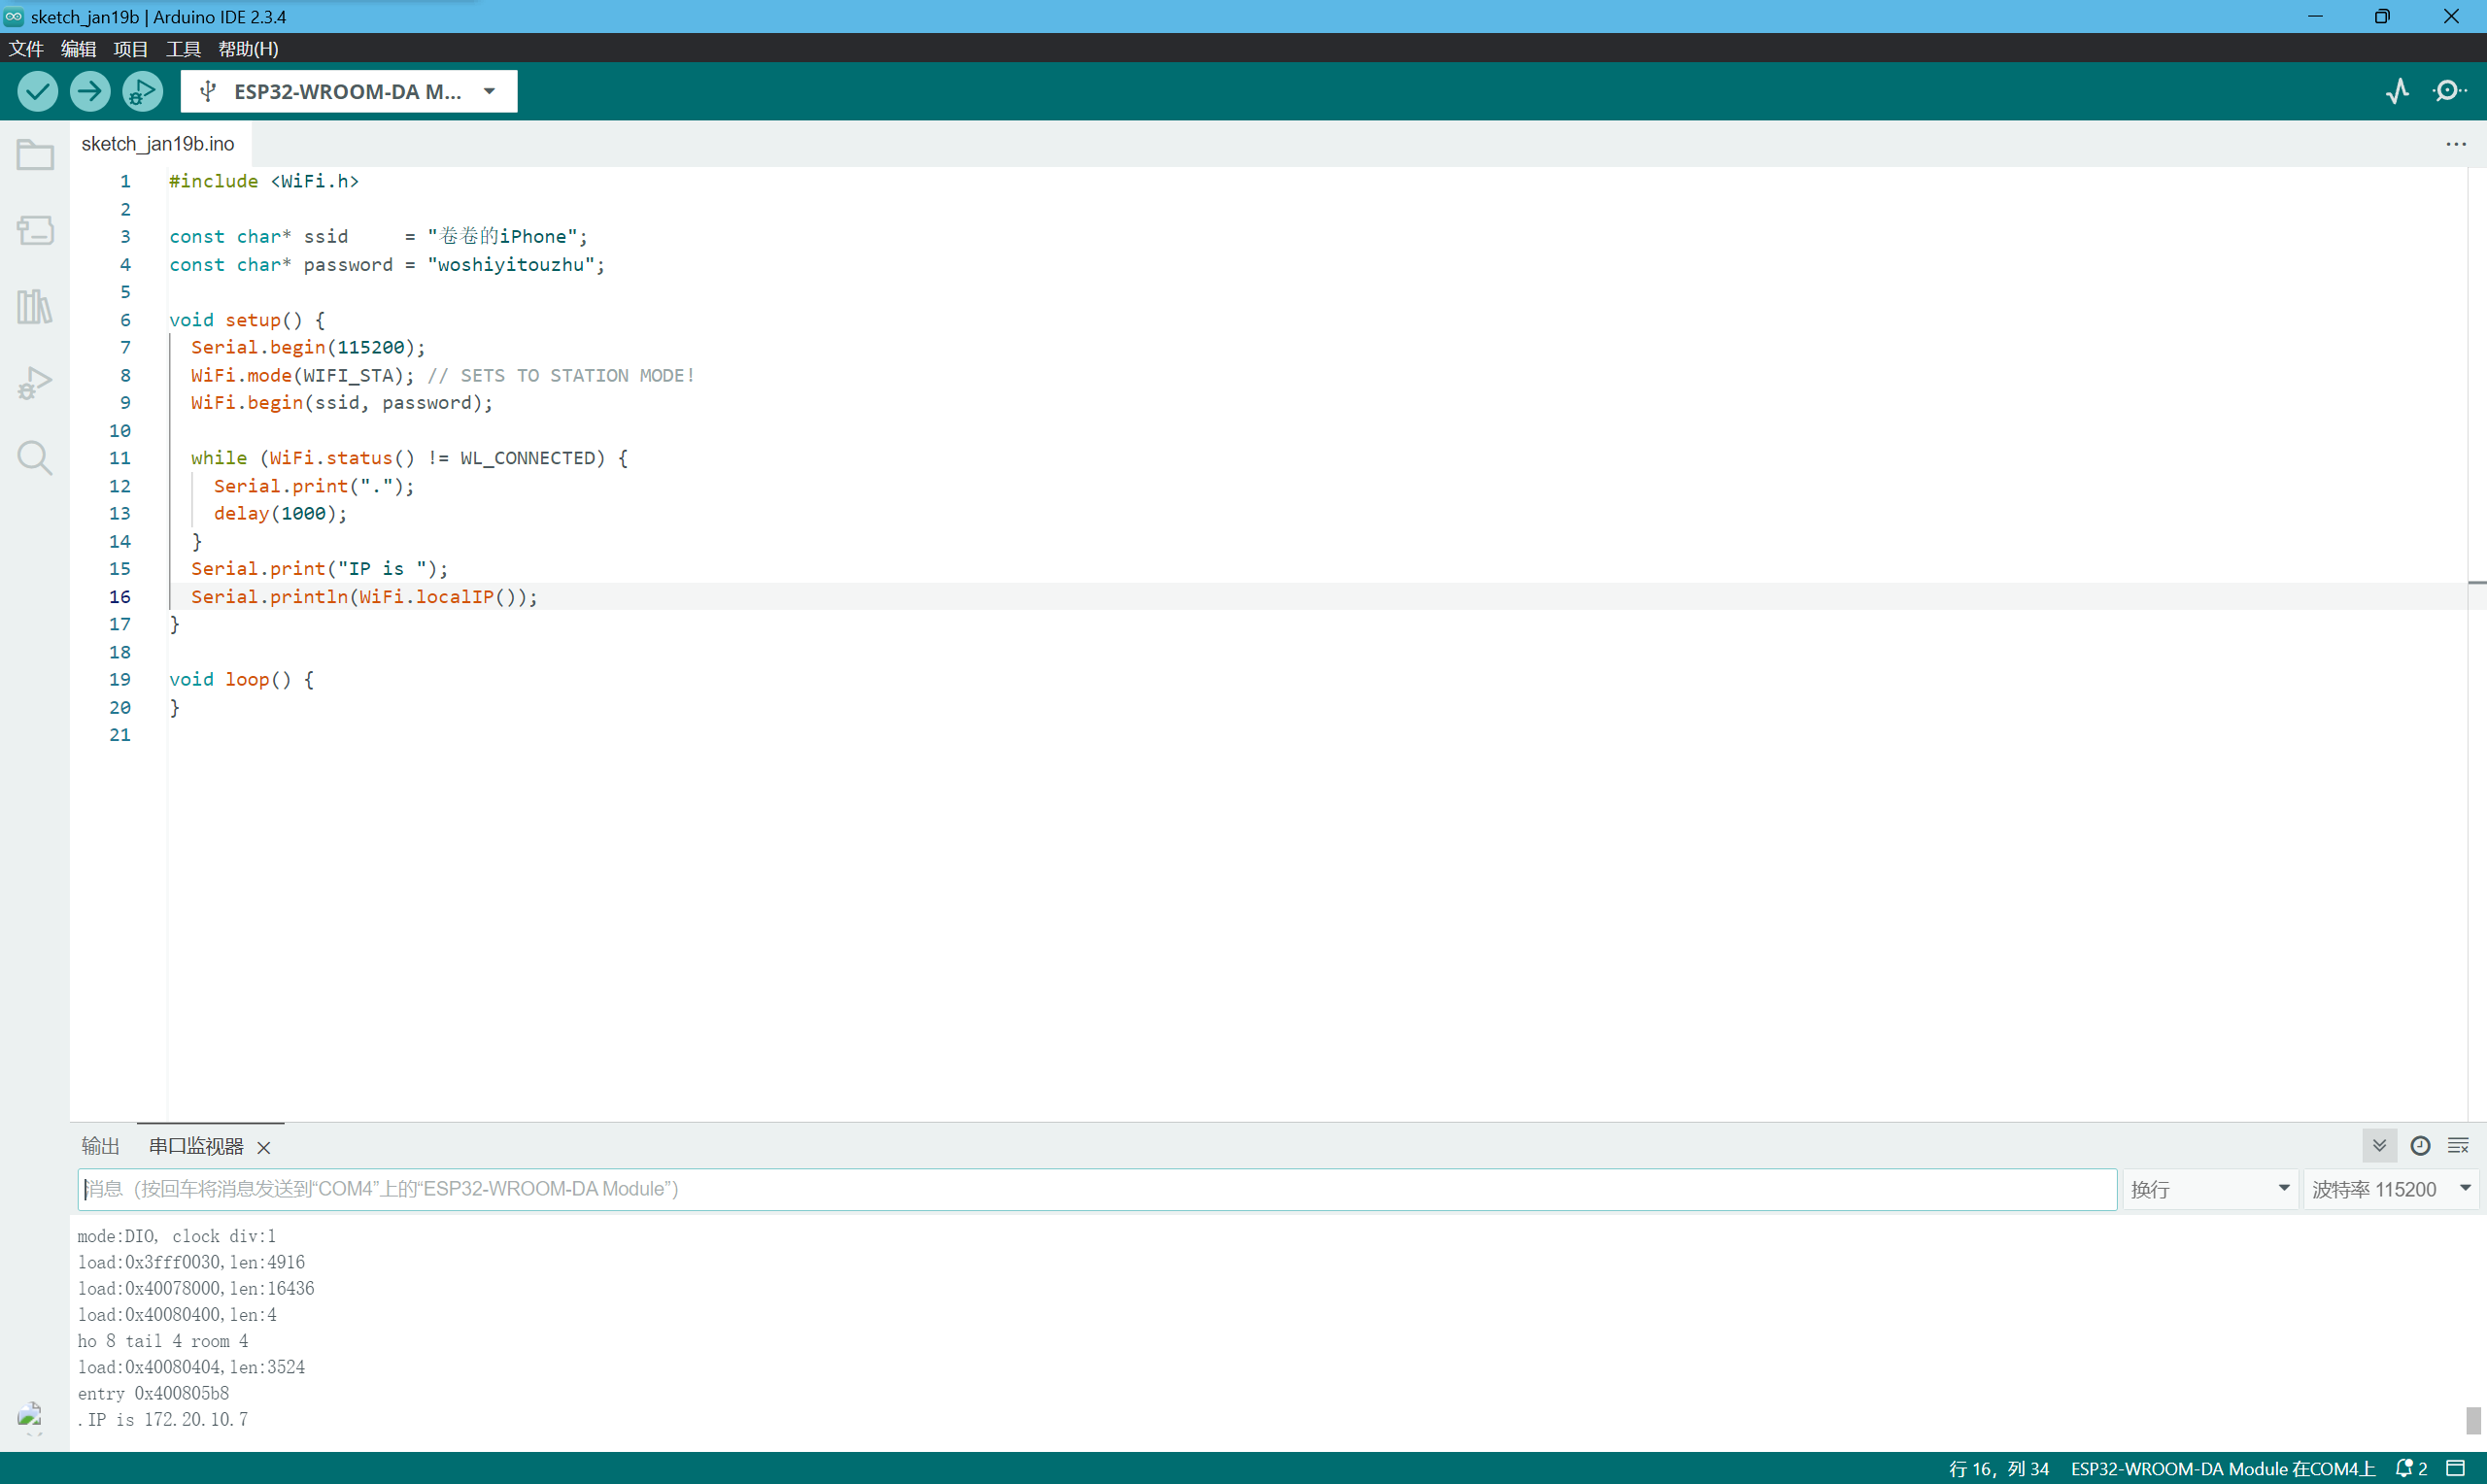 sketch_jan19b | Arduino IDE 2.3.4
文件 编辑 项目 工具 帮助(H)
ESP32-WROOM-DA M...
sketch_jan19b.ino
1 #include <WiFi.h>
2
3 const char* ssid     = "卷卷的iPhone";
4 const char* password = "woshiyitouzhu";
5
6 void setup() {
7   Serial.begin(115200);
8   WiFi.mode(WIFI_STA); // SETS TO STATION MODE!
9   WiFi.begin(ssid, password);
10
11   while (WiFi.status() != WL_CONNECTED) {
12     Serial.print(".");
13     delay(1000);
14   }
15   Serial.print("IP is ");
16   Serial.println(WiFi.localIP());
17 }
18
19 void loop() {
20 }
21
输出 串口监视器
消息（按回车将消息发送到“COM4”上的“ESP32-WROOM-DA Module”） 换行 波特率 115200
mode:DIO, clock div:1
load:0x3fff0030,len:4916
load:0x40078000,len:16436
load:0x40080400,len:4
ho 8 tail 4 room 4
load:0x40080404,len:3524
entry 0x400805b8
.IP is 172.20.10.7
行 16，列 34 ESP32-WROOM-DA Module 在COM4上 2